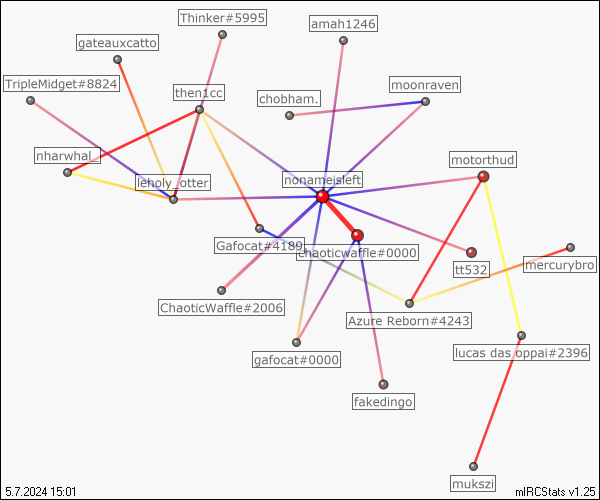 Thinker#5995
amah1246
gateauxcatto
TripleMidget#8824
then1cc
moonraven
chobham.
nharwhal_
motorthud
leholy_otter
nonameisleft
Gafocat#4189
chaoticwaffle#0000
tt532
mercurybro
ChaoticWaffle#2006
Azure Reborn#4243
gafocat#0000
lucas das oppai#2396
fakedingo
mukszi
5.7.2024 15:01
mIRCStats v1.25